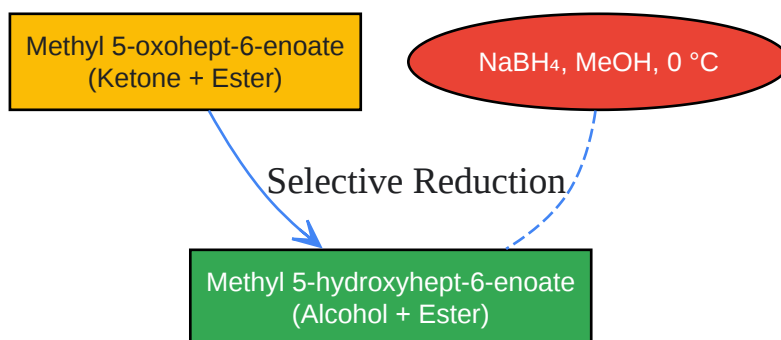 Methyl 5-oxohept-6-enoate
(Ketone + Ester)
NaBH₄, MeOH, 0 °C
Selective Reduction
Methyl 5-hydroxyhept-6-enoate
(Alcohol + Ester)